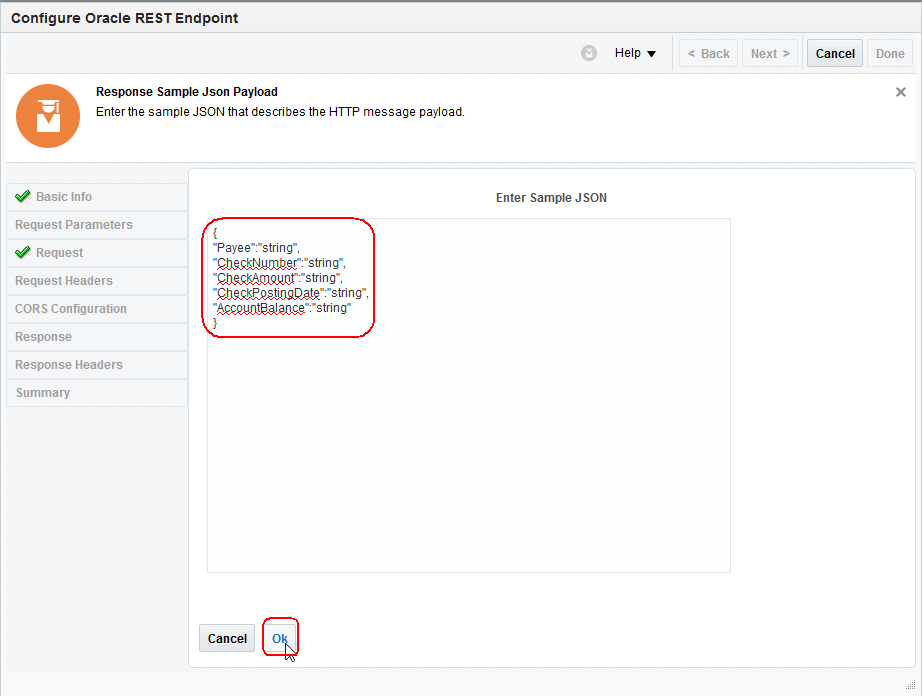 Configure Oracle REST Endpoint
Help
< Back
Next >
Cancel
Done
Response Sample Json Payload
Enter the sample JSON that describes the HTTP message payload.
Basic Info
Request Parameters
Request
Request Headers
CORS Configuration
Response
Response Headers
Summary
Enter Sample JSON
{
"Payee":"string",
"CheckNumber":"string",
"CheckAmount":"string",
"CheckPostingDate":"string",
"AccountBalance":"string"
}
Cancel
Ok